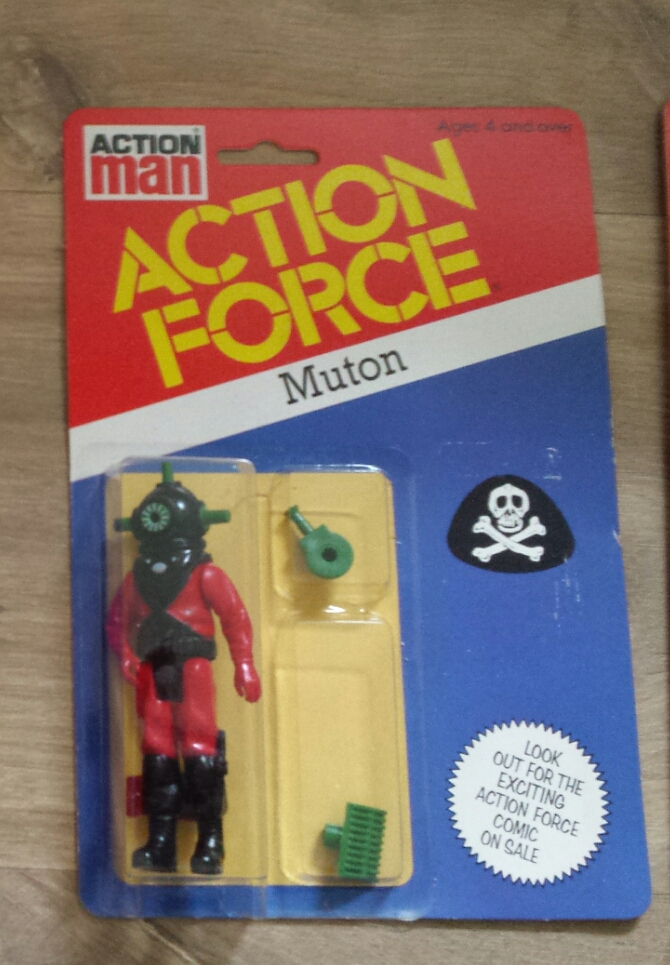 ACTION
man
Ages 4 and over
ACTION
FORCE
Muton
LOOK
OUT FOR THE
EXCITING
ACTION FORCE
COMIC
ON SALE